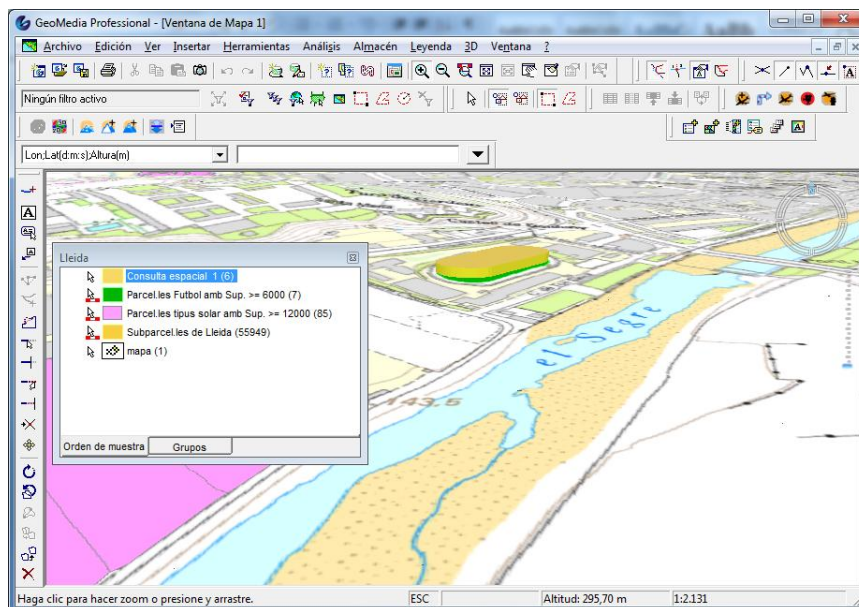 GeoMedia Professional - [Ventana de Mapa 1]
Archivo Edición Ver Insertar Herramientas Análisis Almacén Leyenda 3D Ventana ?
Ningún filtro activo
Lon;Lat(d:m:s);Altura(m)
Santa Maria
Lleida
Consulta espacial 1 (6)
Parcel.les Futbol amb Sup. >= 6000 (7)
Parcel.les tipus solar amb Sup. >= 12000 (85)
Subparcel.les de Lleida (55949)
mapa (1)
Orden de muestra Grupos
el Segre
143,5
Haga clic para hacer zoom o presione y arrastre. ESC Altitud: 295,70 m 1:2.131